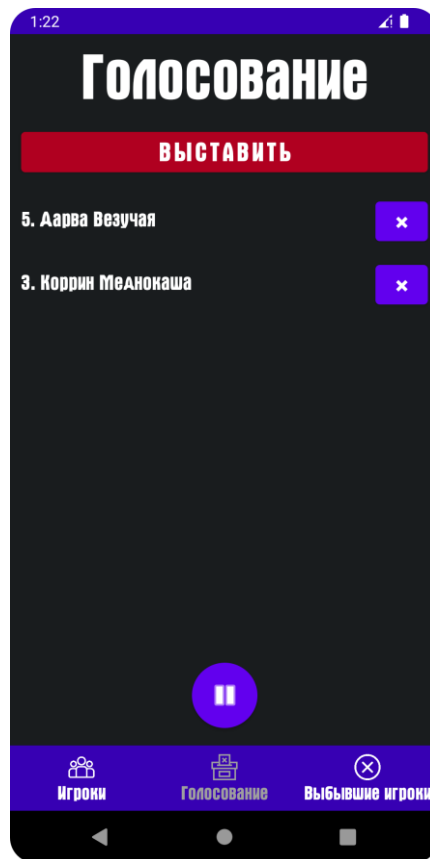 1:22
Голосование
ВЫСТАВИТЬ
5. Аарва Везучая
3. Коррин Меднокаша
Игроки
Голосование
Выбывшие игроки